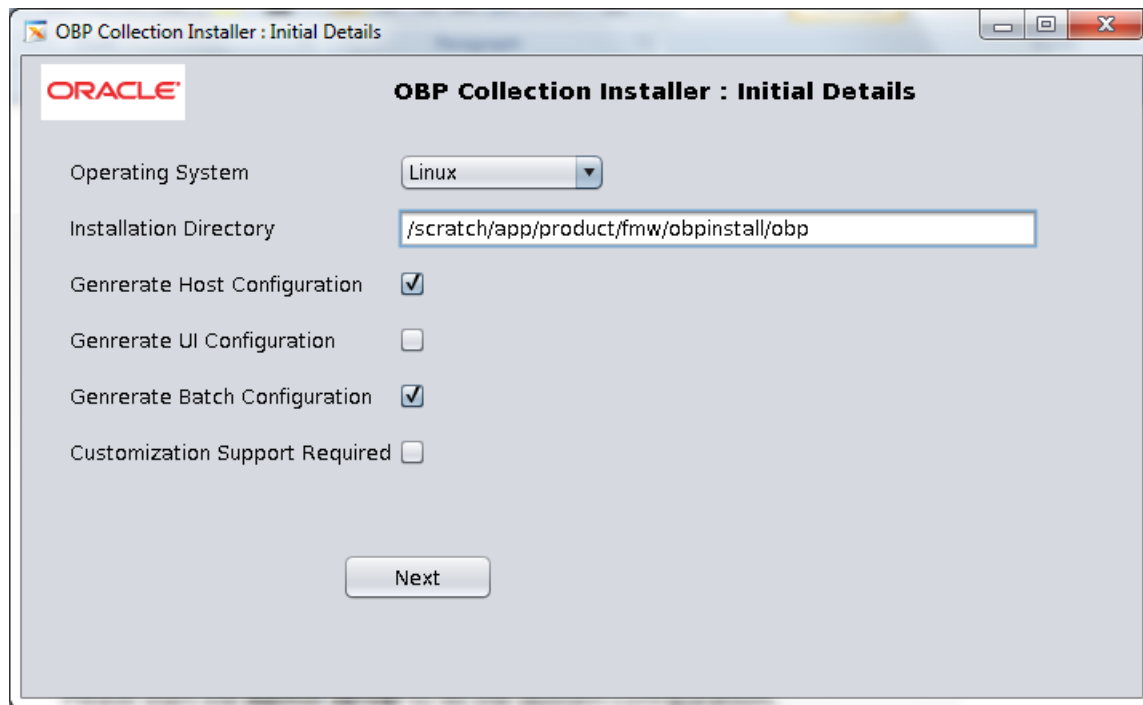 OBP Collection Installer : Initial Details
ORACLE
OBP Collection Installer : Initial Details
Operating System
Linux
Installation Directory
/scratch/app/product/fmw/obpinstall/obp
Genrerate Host Configuration
Genrerate UI Configuration
Genrerate Batch Configuration
Customization Support Required
Next